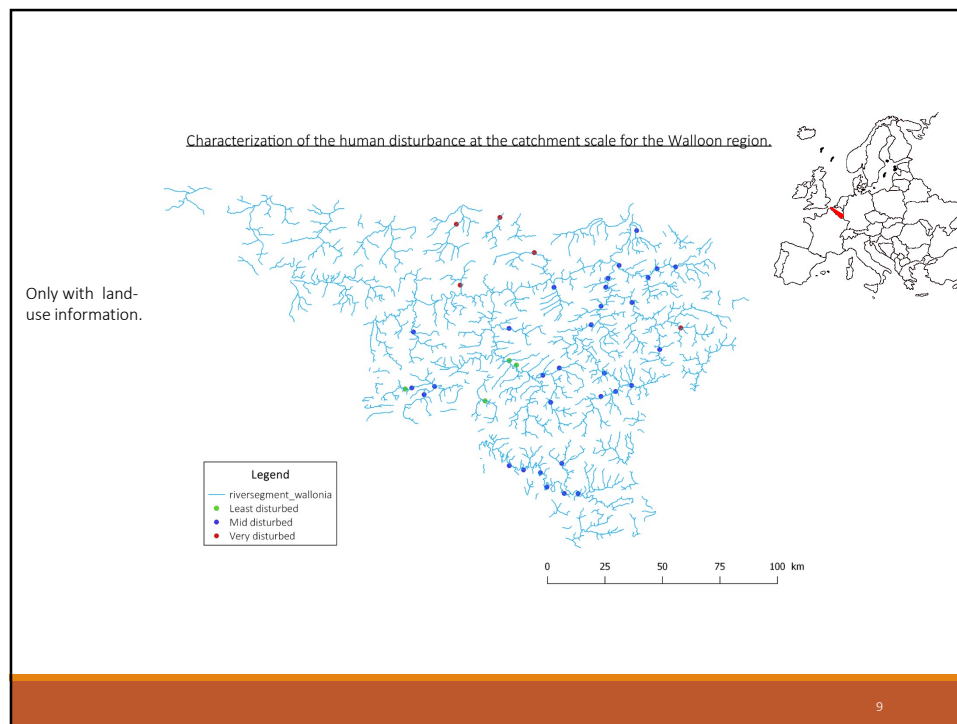 Characterization of the human disturbance at the catchment scale for the Walloon region.
Only with land-
use information.
Legend
riversegment_wallonia
Least disturbed
Mid disturbed
Very disturbed
0 25 50 75 100 km
9